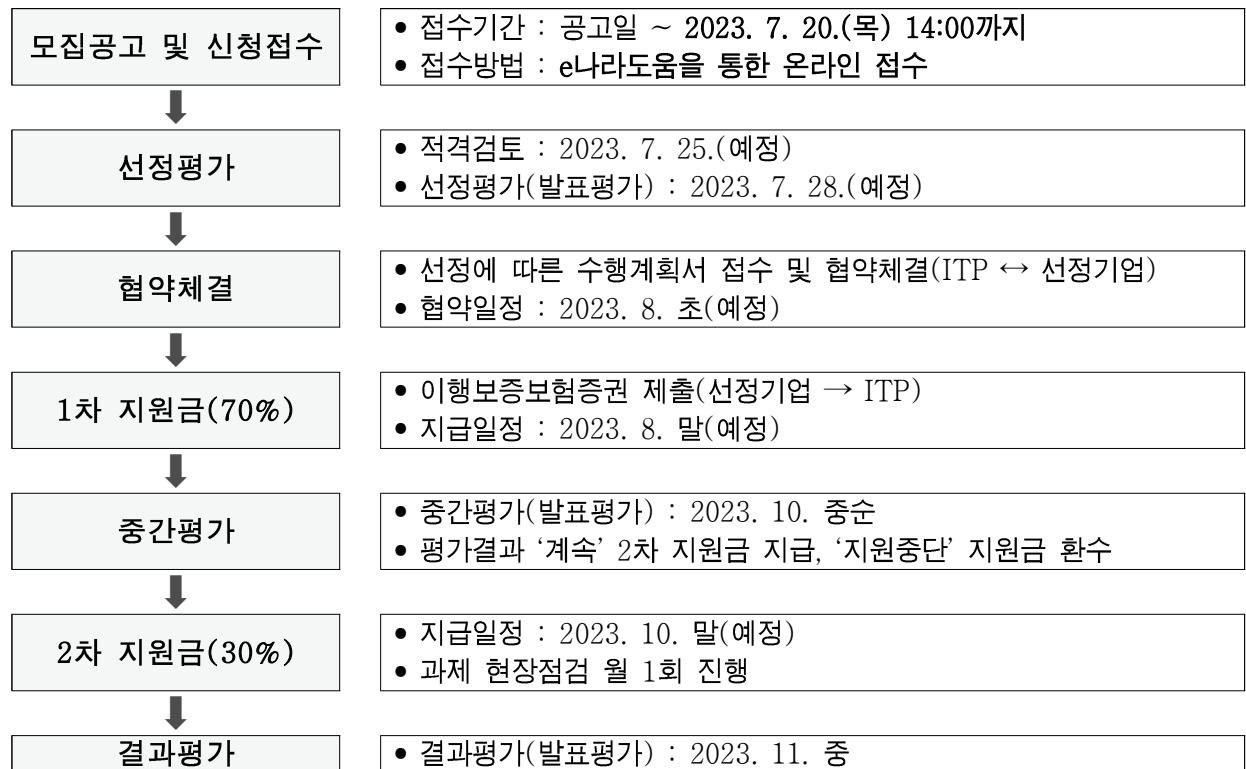 모집공고 및 신청접수
• 접수기간 : 공고일 ~ 2023. 7. 20.(목) 14:00까지
• 접수방법 : e나라도움을 통한 온라인 접수
선정평가
• 적격검토 : 2023. 7. 25.(예정)
• 선정평가(발표평가) : 2023. 7. 28.(예정)
협약체결
• 선정에 따른 수행계획서 접수 및 협약체결(ITP ↔ 선정기업)
• 협약일정 : 2023. 8. 초(예정)
1차 지원금(70%)
• 이행보증보험증권 제출(선정기업 → ITP)
• 지급일정 : 2023. 8. 말(예정)
중간평가
• 중간평가(발표평가) : 2023. 10. 중순
• 평가결과 ‘계속’ 2차 지원금 지급, ‘지원중단’ 지원금 환수
2차 지원금(30%)
• 지급일정 : 2023. 10. 말(예정)
• 과제 현장점검 월 1회 진행
결과평가
• 결과평가(발표평가) : 2023. 11. 중